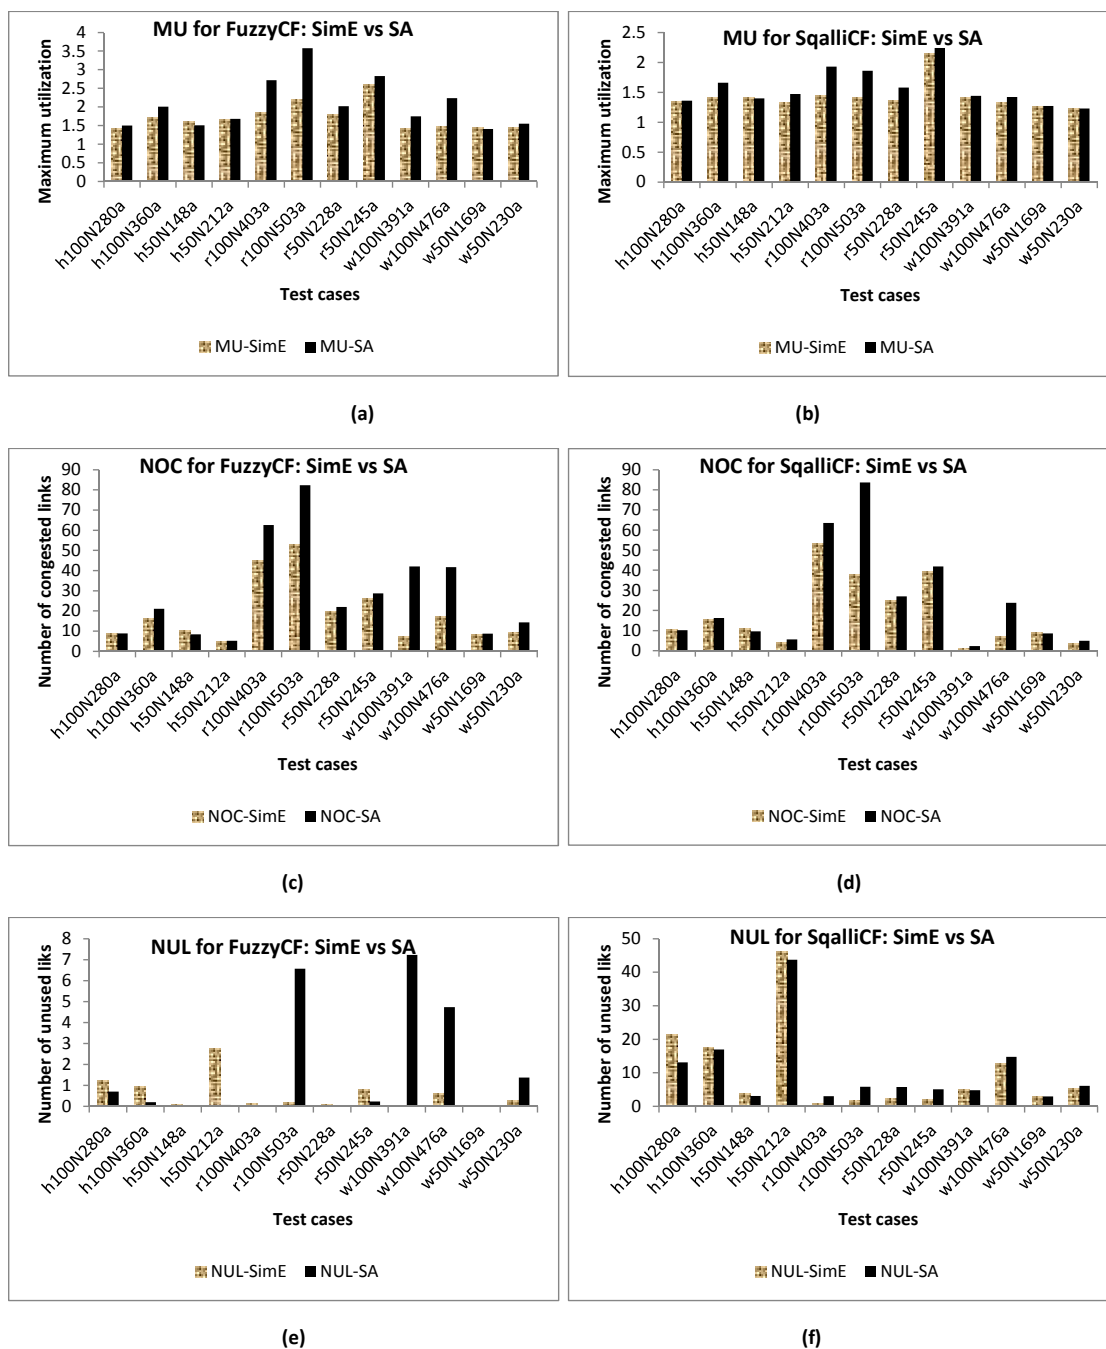 MU for FuzzyCF: SimE vs SA
Maximum utilization
4
3.5
3
2.5
2
1.5
1
0.5
0
h100N280a
h100N360a
h50N148a
h50N212a
r100N403a
r100N503a
r50N228a
r50N245a
w100N391a
w100N476a
w50N169a
w50N230a
Test cases
MU-SimE MU-SA
(a)
MU for SqalliCF: SimE vs SA
Maximum utilization
2.5
2
1.5
1
0.5
0
h100N280a
h100N360a
h50N148a
h50N212a
r100N403a
r100N503a
r50N228a
r50N245a
w100N391a
w100N476a
w50N169a
w50N230a
Test cases
MU-SimE MU-SA
(b)
NOC for FuzzyCF: SimE vs SA
Number of congested links
90
80
70
60
50
40
30
20
10
0
h100N280a
h100N360a
h50N148a
h50N212a
r100N403a
r100N503a
r50N228a
r50N245a
w100N391a
w100N476a
w50N169a
w50N230a
Test cases
NOC-SimE NOC-SA
(c)
NOC for SqalliCF: SimE vs SA
Number of congested links
90
80
70
60
50
40
30
20
10
0
h100N280a
h100N360a
h50N148a
h50N212a
r100N403a
r100N503a
r50N228a
r50N245a
w100N391a
w100N476a
w50N169a
w50N230a
Test cases
NOC-SimE NOC-SA
(d)
NUL for FuzzyCF: SimE vs SA
Number of unused liks
8
7
6
5
4
3
2
1
0
h100N280a
h100N360a
h50N148a
h50N212a
r100N403a
r100N503a
r50N228a
r50N245a
w100N391a
w100N476a
w50N169a
w50N230a
Test cases
NUL-SimE NUL-SA
(e)
NUL for SqalliCF: SimE vs SA
Number of unused liks
50
40
30
20
10
0
h100N280a
h100N360a
h50N148a
h50N212a
r100N403a
r100N503a
r50N228a
r50N245a
w100N391a
w100N476a
w50N169a
w50N230a
Test cases
NUL-SimE NUL-SA
(f)